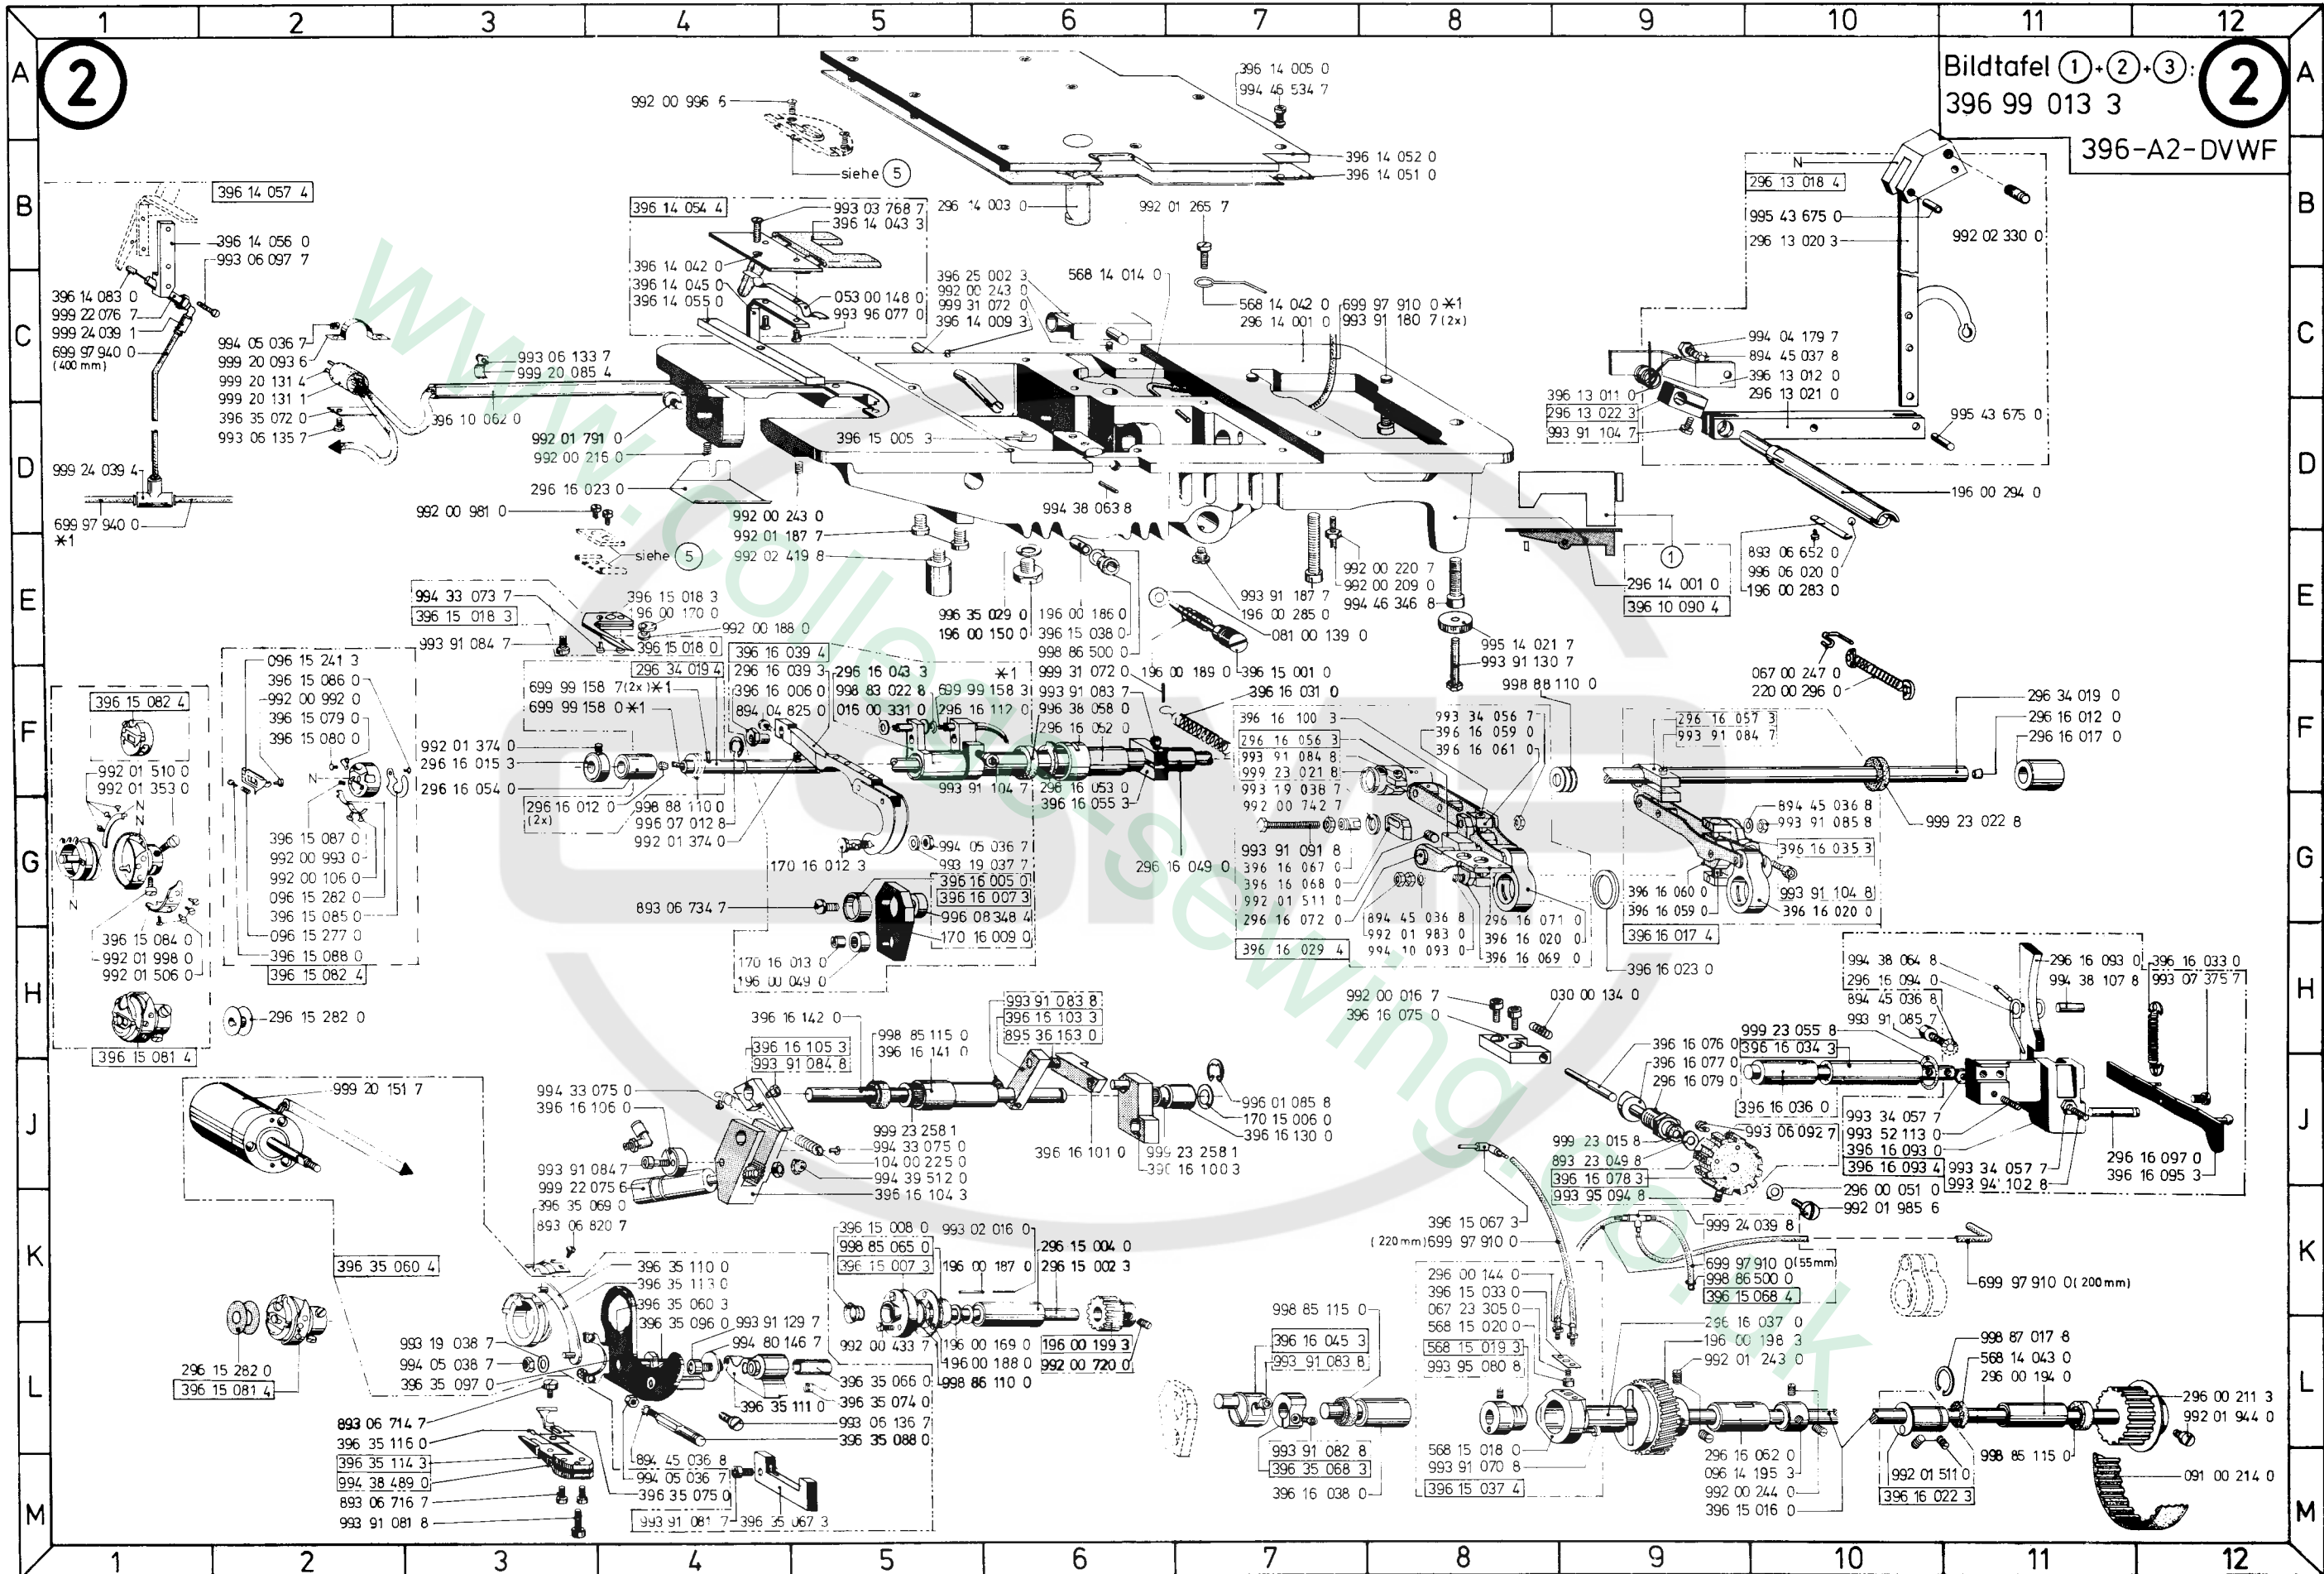 1 2 3 4 5 6 7 8 9 10 11 12
A B C D E F G H J K L M
2
Bildtafel 1+2+3: 2
396 99 013 3
396-A2-DVWF
992 00 996 6
siehe 5
396 14 005 0
994 46 534 7
396 14 052 0
396 14 051 0
296 14 003 0
992 01 265 7
396 14 057 4
396 14 056 0
993 06 097 7
396 14 083 0
999 22 076 7
999 24 039 1
699 97 940 0
(400 mm)
999 24 039 4
699 97 940 0
*1
994 05 036 7
999 20 093 6
999 20 131 4
999 20 131 1
396 35 072 0
993 06 135 7
993 06 133 7
999 20 085 4
396 10 062 0
396 14 054 4
993 03 768 7
396 14 043 3
396 14 042 0
396 14 045 0
396 14 055 0
053 00 148 0
993 96 077 0
396 25 002 3
992 00 243 0
999 31 072 0
396 14 009 3
568 14 014 0
568 14 042 0
296 14 001 0
699 97 910 0 *1
993 91 180 7 (2x)
N
296 13 018 4
995 43 675 0
296 13 020 3
992 02 330 0
994 04 179 7
894 45 037 8
396 13 012 0
296 13 021 0
396 13 011 0
296 13 022 3
993 91 104 7
995 43 675 0
196 00 294 0
893 06 652 0
996 06 020 0
196 00 283 0
992 01 791 0
992 00 216 0
296 16 023 0
396 15 005 3
994 38 063 8
992 00 981 0
siehe 5
992 00 243 0
992 01 187 7
992 02 419 8
996 35 029 0
196 00 150 0
196 00 186 0
396 15 038 0
998 86 500 0
993 91 187 7
196 00 285 0
081 00 139 0
992 00 220 7
992 00 209 0
994 46 346 8
1
296 14 001 0
396 10 090 4
995 14 021 7
993 91 130 7
196 00 189 0
396 15 001 0
067 00 247 0
220 00 296 0
994 33 073 7
396 15 018 3
993 91 084 7
396 15 018 3
196 00 170 0
992 00 188 0
396 15 018 0
396 15 082 4
992 01 510 0
992 01 353 0
N
N
N
396 15 084 0
992 01 998 0
992 01 506 0
396 15 081 4
096 15 241 3
396 15 086 0
992 00 992 0
396 15 079 0
396 15 080 0
N
396 15 087 0
992 00 993 0
992 00 106 0
096 15 282 0
396 15 085 0
096 15 277 0
396 15 088 0
396 15 082 4
296 15 282 0
296 34 019 4
699 99 158 7 (2x) *1
699 99 158 0 *1
992 01 374 0
296 16 015 3
296 16 054 0
296 16 012 0
(2x)
998 88 110 0
996 07 012 8
992 01 374 0
396 16 039 4
296 16 039 3
396 16 006 0
894 04 825 0
296 16 043 3
998 83 022 8
016 00 331 0
*1
699 99 158 3
296 16 112 0
999 31 072 0
993 91 083 7
996 38 058 0
296 16 052 0
993 91 104 7
296 16 053 0
396 16 055 3
396 16 031 0
296 16 049 0
170 16 012 3
994 05 036 7
993 19 037 7
396 16 005 0
396 16 007 3
996 08 348 4
170 16 009 0
893 06 734 7
170 16 013 0
196 00 049 0
396 16 100 3
296 16 056 3
993 91 084 8
999 23 021 8
993 19 038 7
992 00 742 7
993 91 091 8
396 16 067 0
396 16 068 0
992 01 511 0
296 16 072 0
396 16 029 4
993 34 056 7
396 16 059 0
396 16 061 0
894 45 036 8
992 01 983 0
994 10 093 0
296 16 071 0
396 16 020 0
396 16 069 0
998 88 110 0
296 16 057 3
993 91 084 7
894 45 036 8
993 91 085 8
396 16 035 3
396 16 060 0
396 16 059 0
993 91 104 8
396 16 020 0
396 16 017 4
396 16 023 0
999 23 022 8
296 34 019 0
296 16 012 0
296 16 017 0
992 00 016 7
396 16 075 0
030 00 134 0
396 16 076 0
396 16 077 0
296 16 079 0
999 23 015 8
893 23 049 8
396 16 078 3
993 95 094 8
993 06 092 7
296 00 051 0
992 01 985 6
999 23 055 8
396 16 034 3
396 16 036 0
994 38 064 8
296 16 094 0
894 45 036 8
993 91 085 7
296 16 093 0
994 38 107 8
396 16 033 0
993 07 375 7
993 34 057 7
993 52 113 0
396 16 093 0
396 16 093 4
993 34 057 7
993 94 102 8
296 16 097 0
396 16 095 3
396 16 142 0
998 85 115 0
396 16 141 0
396 16 105 3
993 91 084 8
993 91 083 8
396 16 103 3
895 36 163 0
994 33 075 0
396 16 106 0
999 23 258 1
994 33 075 0
104 00 225 0
994 39 512 0
396 16 104 3
993 91 084 7
999 22 075 6
396 16 101 0
999 23 258 1
396 16 100 3
996 01 085 8
170 15 006 0
396 16 130 0
999 20 151 7
396 35 060 4
296 15 282 0
396 15 081 4
396 35 069 0
893 06 820 7
396 35 110 0
396 35 113 0
396 35 060 3
396 35 096 0
993 91 129 7
994 80 146 7
993 19 038 7
994 05 038 7
396 35 097 0
893 06 714 7
396 35 116 0
396 35 114 3
994 38 489 0
893 06 716 7
993 91 081 8
894 45 036 8
994 05 036 7
396 35 075 0
993 91 081 7
396 35 067 3
396 35 111 0
396 35 066 0
396 35 074 0
993 06 136 7
396 35 088 0
396 15 008 0
998 85 065 0
396 15 007 3
993 02 016 0
196 00 187 0
296 15 004 0
296 15 002 3
992 00 433 7
196 00 169 0
196 00 188 0
998 86 110 0
196 00 199 3
992 00 720 0
396 15 067 3
(220 mm) 699 97 910 0
999 24 039 8
699 97 910 0 (55mm)
998 86 500 0
396 15 068 4
699 97 910 0 (200mm)
296 00 144 0
396 15 033 0
067 23 305 0
568 15 020 0
568 15 019 3
993 95 080 8
568 15 018 0
993 91 070 8
396 15 037 4
998 85 115 0
396 16 045 3
993 91 083 8
993 91 082 8
396 35 068 3
396 16 038 0
296 16 037 0
196 00 198 3
992 01 243 0
296 16 062 0
096 14 195 3
992 00 244 0
396 15 016 0
998 87 017 8
568 14 043 0
296 00 194 0
992 01 511 0
396 16 022 3
998 85 115 0
296 00 211 3
992 01 944 0
091 00 214 0
www.college-sewing.co.uk
1 2 3 4 5 6 7 8 9 10 11 12